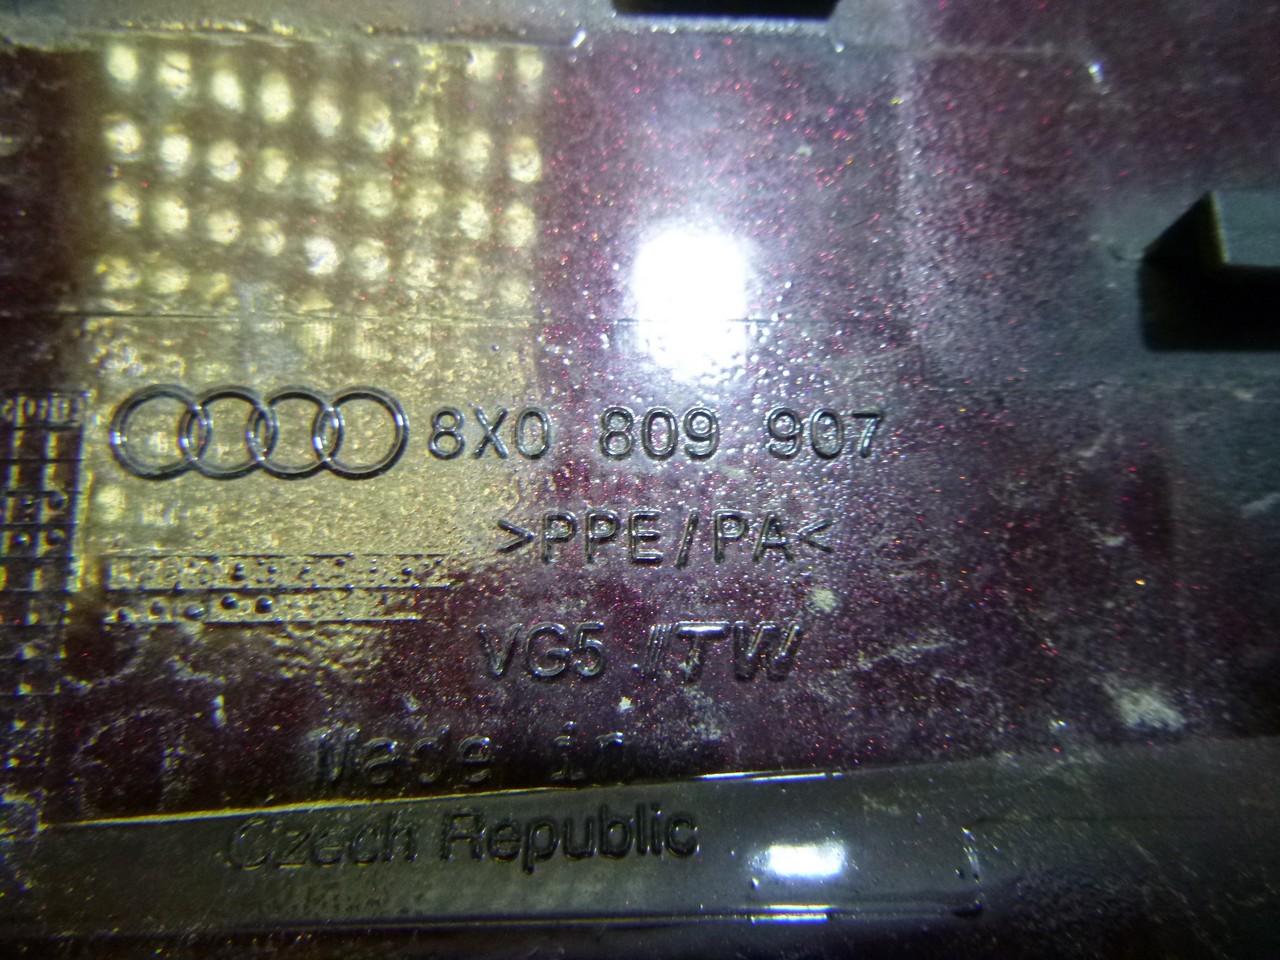 8X0 809 907
>PPE/PA<
VG5 ITW
Made in
Czech Republic